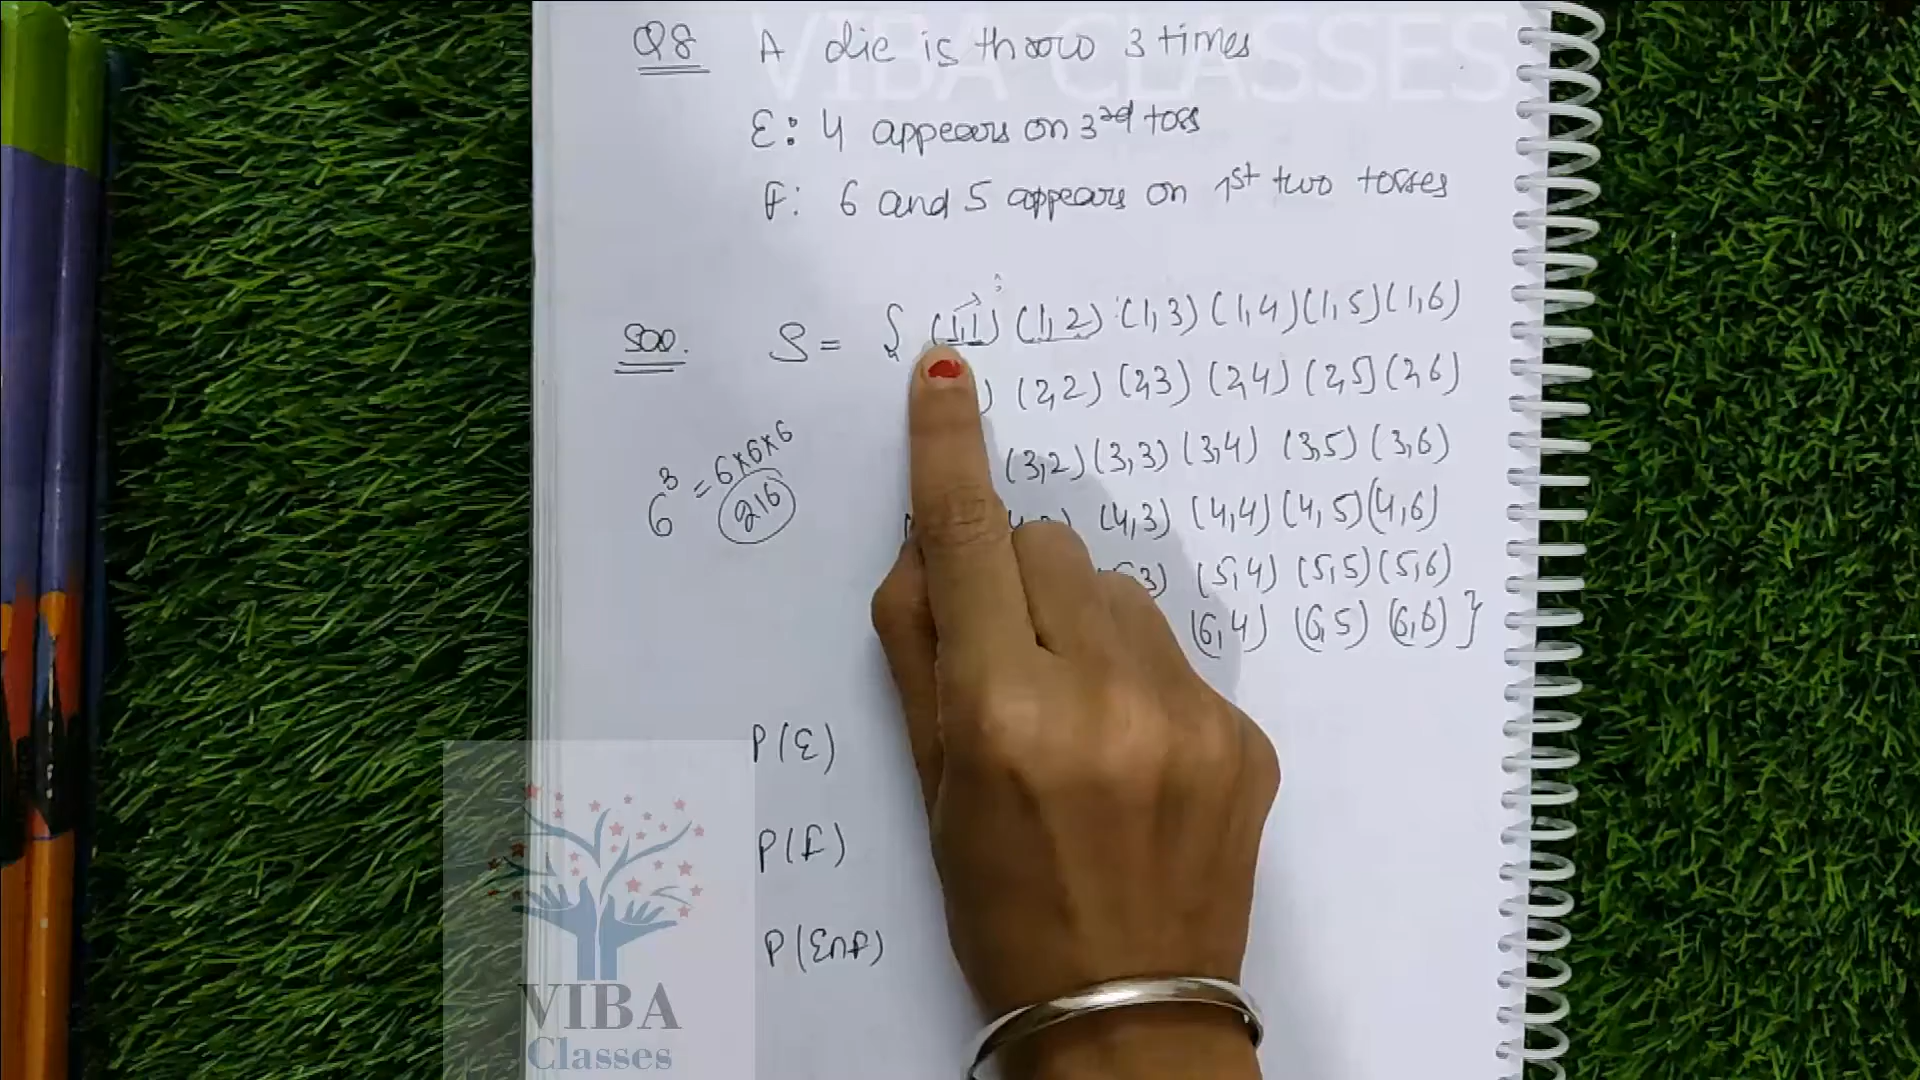 VIBA CLASSES
Q8 A die is throw 3 times
E: 4 appears on 3rd toss
F: 6 and 5 appears on 1st two tosses
Soo. S = { (1,1) (1,2) (1,3) (1,4) (1,5) (1,6)
) (2,2) (2,3) (2,4) (2,5) (2,6)
(3,2) (3,3) (3,4) (3,5) (3,6)
6³ = 6×6×6
216
(4,3) (4,4) (4,5) (4,6)
3) (5,4) (5,5) (5,6)
(6,4) (6,5) (6,6) }
P(E)
P(F)
P(E∩F)
VIBA
Classes